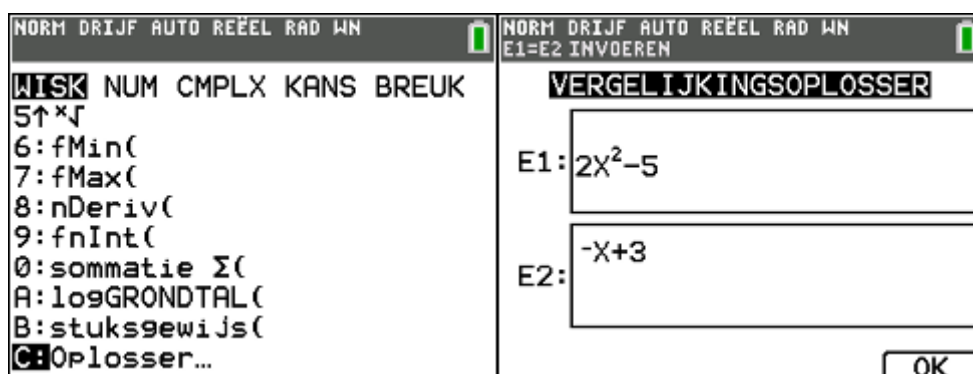 NORM DRIJF AUTO REËEL RAD WN
WISK NUM CMPLX KANS BREUK
5↑ˣ√
6:fMin(
7:fMax(
8:nDeriv(
9:fnInt(
0:sommatie Σ(
A:logGRONDTAL(
B:stuksgewijs(
C:Oplosser…
NORM DRIJF AUTO REËEL RAD WN
E1=E2 INVOEREN
VERGELIJKINGSOPLOSSER
E1: 2X²-5
E2: ⁻X+3
OK